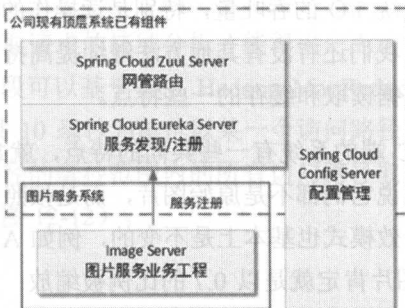 公司现有顶层系统已有组件
Spring Cloud Zuul Server
网管路由
Spring Cloud Eureka Server
服务发现/注册
Spring Cloud
Config Server
配置管理
图片服务系统
服务注册
Image Server
图片服务业务工程